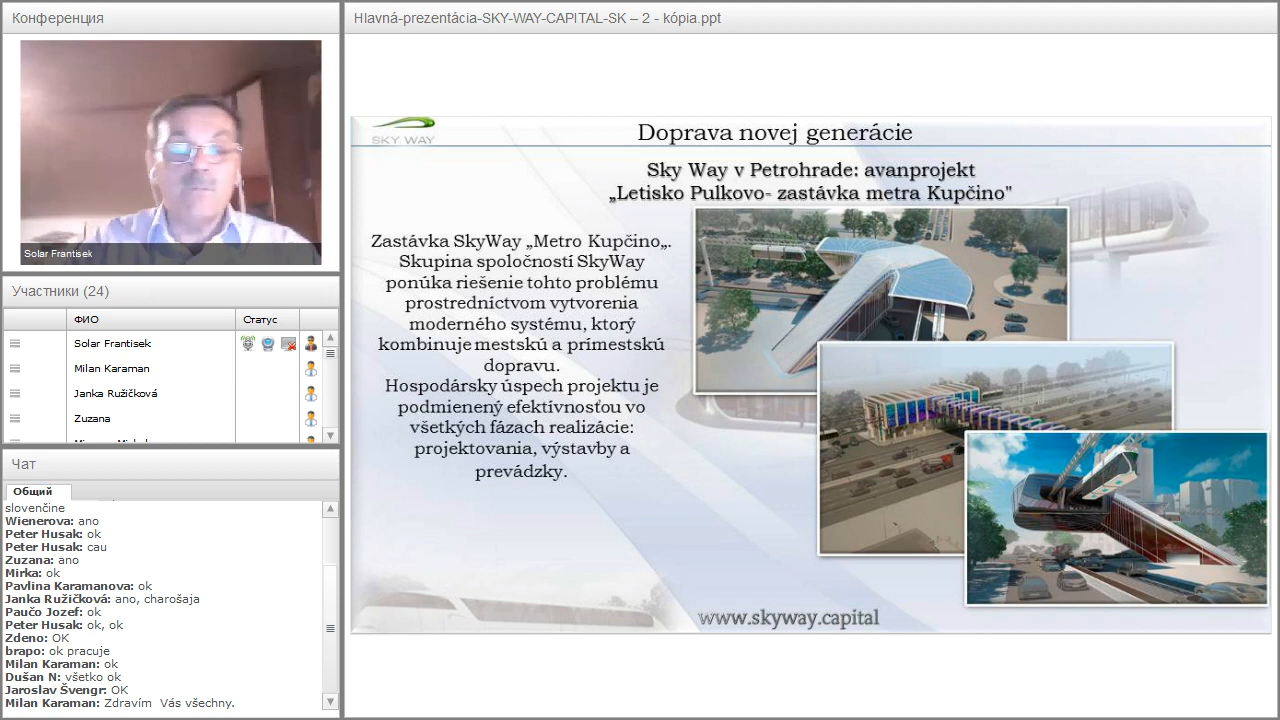 Конференция
Solar Frantisek
Участники (24)
ФИО
Статус
Solar Frantisek
Milan Karaman
Janka Ružičková
Zuzana
Чат
Общий
slovenčine
Wienerova: ano
Peter Husak: ok
Peter Husak: cau
Zuzana: ano
Mirka: ok
Pavlina Karamanova: ok
Janka Ružičková: ano, charošaja
Paučo Jozef: ok
Peter Husak: ok, ok
Zdeno: OK
brapo: ok pracuje
Milan Karaman: ok
Dušan N: všetko ok
Jaroslav Švengr: OK
Milan Karaman: Zdravím  Vás všechny.
Hlavná-prezentácia-SKY-WAY-CAPITAL-SK – 2 - kópia.ppt
SKY WAY
Doprava novej generácie
Sky Way v Petrohrade: avanprojekt
„Letisko Pulkovo- zastávka metra Kupčino"
Zastávka SkyWay „Metro Kupčino„.
Skupina spoločností SkyWay
ponúka riešenie tohto problému
prostredníctvom vytvorenia
moderného systému, ktorý
kombinuje mestskú a prímestskú
dopravu.
Hospodársky úspech projektu je
podmienený efektívnosťou vo
všetkých fázach realizácie:
projektovania, výstavby a
prevádzky.
www.skyway.capital